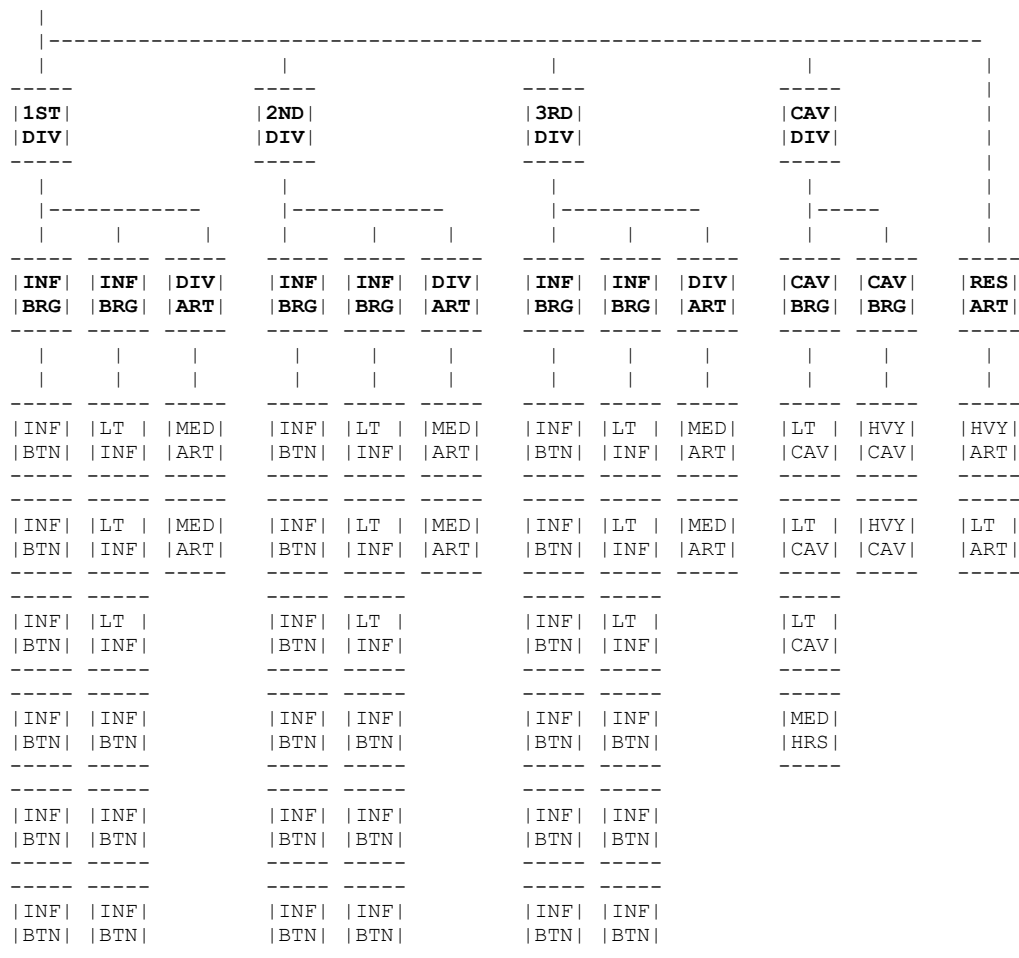 |1ST| |2ND| |3RD| |CAV|
|DIV| |DIV| |DIV| |DIV|
|INF| |INF| |DIV| |INF| |INF| |DIV| |INF| |INF| |DIV| |CAV| |CAV| |RES|
|BRG| |BRG| |ART| |BRG| |BRG| |ART| |BRG| |BRG| |ART| |BRG| |BRG| |ART|
|INF| |LT | |MED| |INF| |LT | |MED| |INF| |LT | |MED| |LT | |HVY| |HVY|
|BTN| |INF| |ART| |BTN| |INF| |ART| |BTN| |INF| |ART| |CAV| |CAV| |ART|
|INF| |LT | |MED| |INF| |LT | |MED| |INF| |LT | |MED| |LT | |HVY| |LT |
|BTN| |INF| |ART| |BTN| |INF| |ART| |BTN| |INF| |ART| |CAV| |CAV| |ART|
|INF| |LT | |INF| |LT | |INF| |LT | |LT |
|BTN| |INF| |BTN| |INF| |BTN| |INF| |CAV|
|INF| |INF| |INF| |INF| |INF| |INF| |MED|
|BTN| |BTN| |BTN| |BTN| |BTN| |BTN| |HRS|
|INF| |INF| |INF| |INF| |INF| |INF|
|BTN| |BTN| |BTN| |BTN| |BTN| |BTN|
|INF| |INF| |INF| |INF| |INF| |INF|
|BTN| |BTN| |BTN| |BTN| |BTN| |BTN|